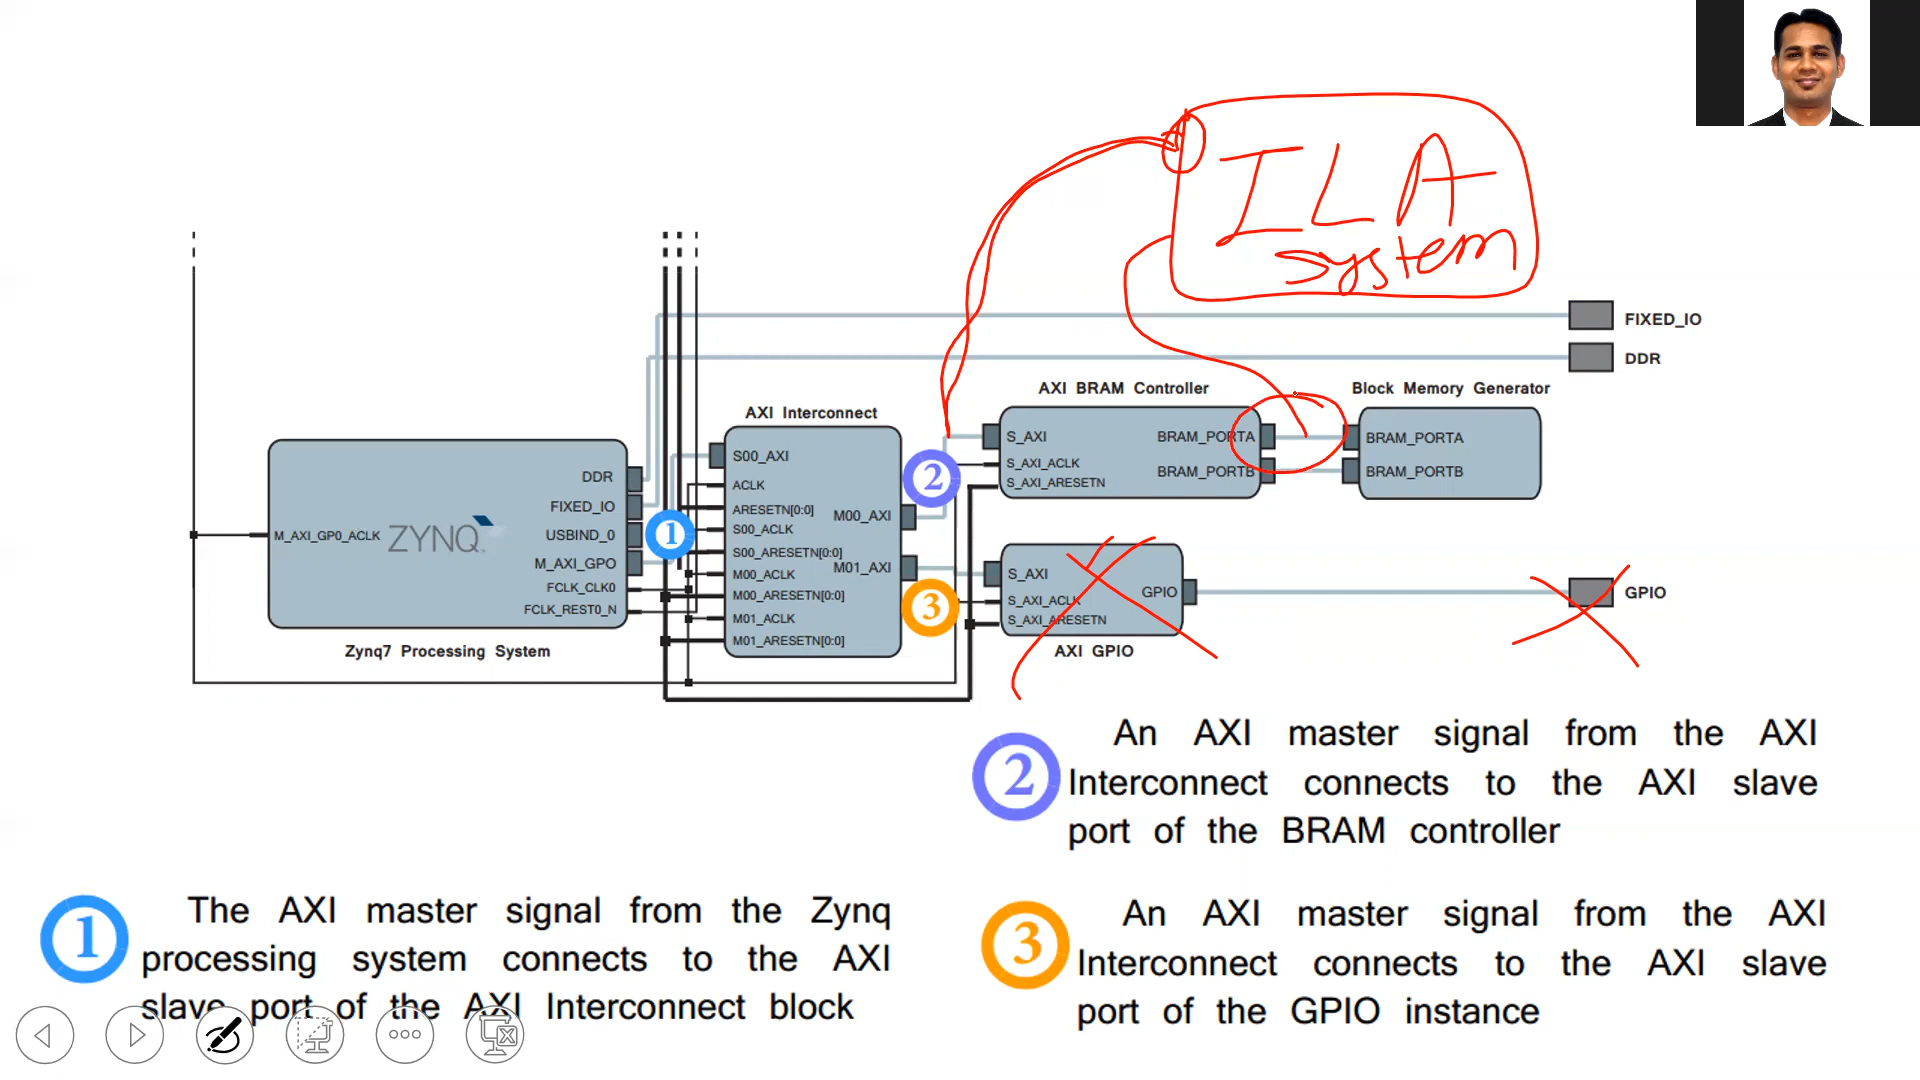 ILA
system
FIXED_IO
DDR
AXI BRAM Controller
Block Memory Generator
AXI Interconnect
S_AXI
BRAM_PORTA
BRAM_PORTA
S_AXI_ACLK
BRAM_PORTB
BRAM_PORTB
S_AXI_ARESETN
2
S00_AXI
ACLK
ARESETN[0:0]
M00_AXI
S00_ACLK
S00_ARESETN[0:0]
M01_AXI
M00_ACLK
M00_ARESETN[0:0]
M01_ACLK
M01_ARESETN[0:0]
DDR
FIXED_IO
M_AXI_GP0_ACLK
ZYNQ
USBIND_0
1
M_AXI_GPO
FCLK_CLK0
FCLK_REST0_N
Zynq7 Processing System
3
S_AXI
GPIO
S_AXI_ACLK
S_AXI_ARESETN
AXI GPIO
GPIO
2
An AXI master signal from the AXI
Interconnect connects to the AXI slave
port of the BRAM controller
1
The AXI master signal from the Zynq
processing system connects to the AXI
slave port of the AXI Interconnect block
3
An AXI master signal from the AXI
Interconnect connects to the AXI slave
port of the GPIO instance